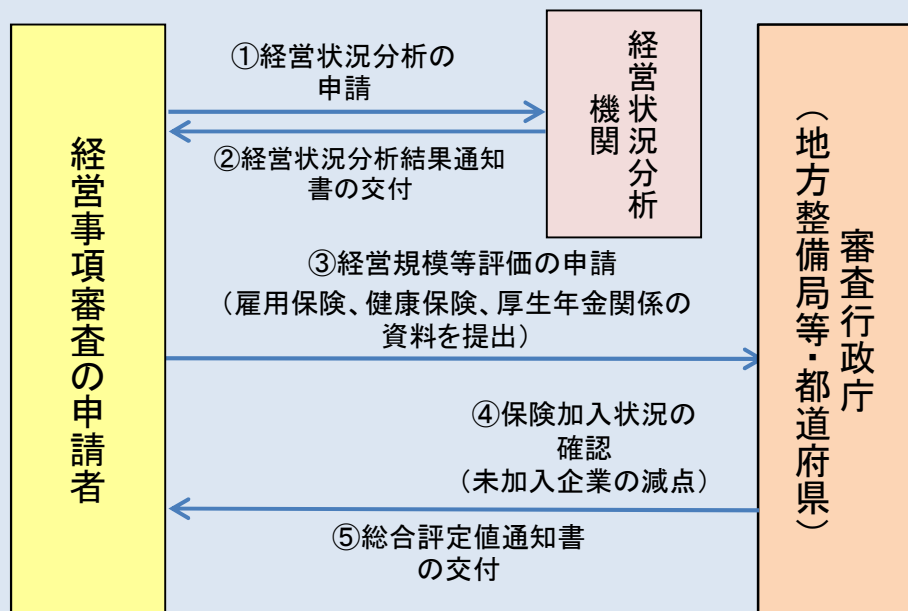 経営事項審査の申請者
①経営状況分析の
申請
②経営状況分析結果通知
書の交付
経営状況分析
機関
③経営規模等評価の申請
（雇用保険、健康保険、厚生年金関係の
資料を提出）
④保険加入状況の
確認
（未加入企業の減点）
⑤総合評定値通知書
の交付
審査行政庁
（地方整備局等・都道府県）